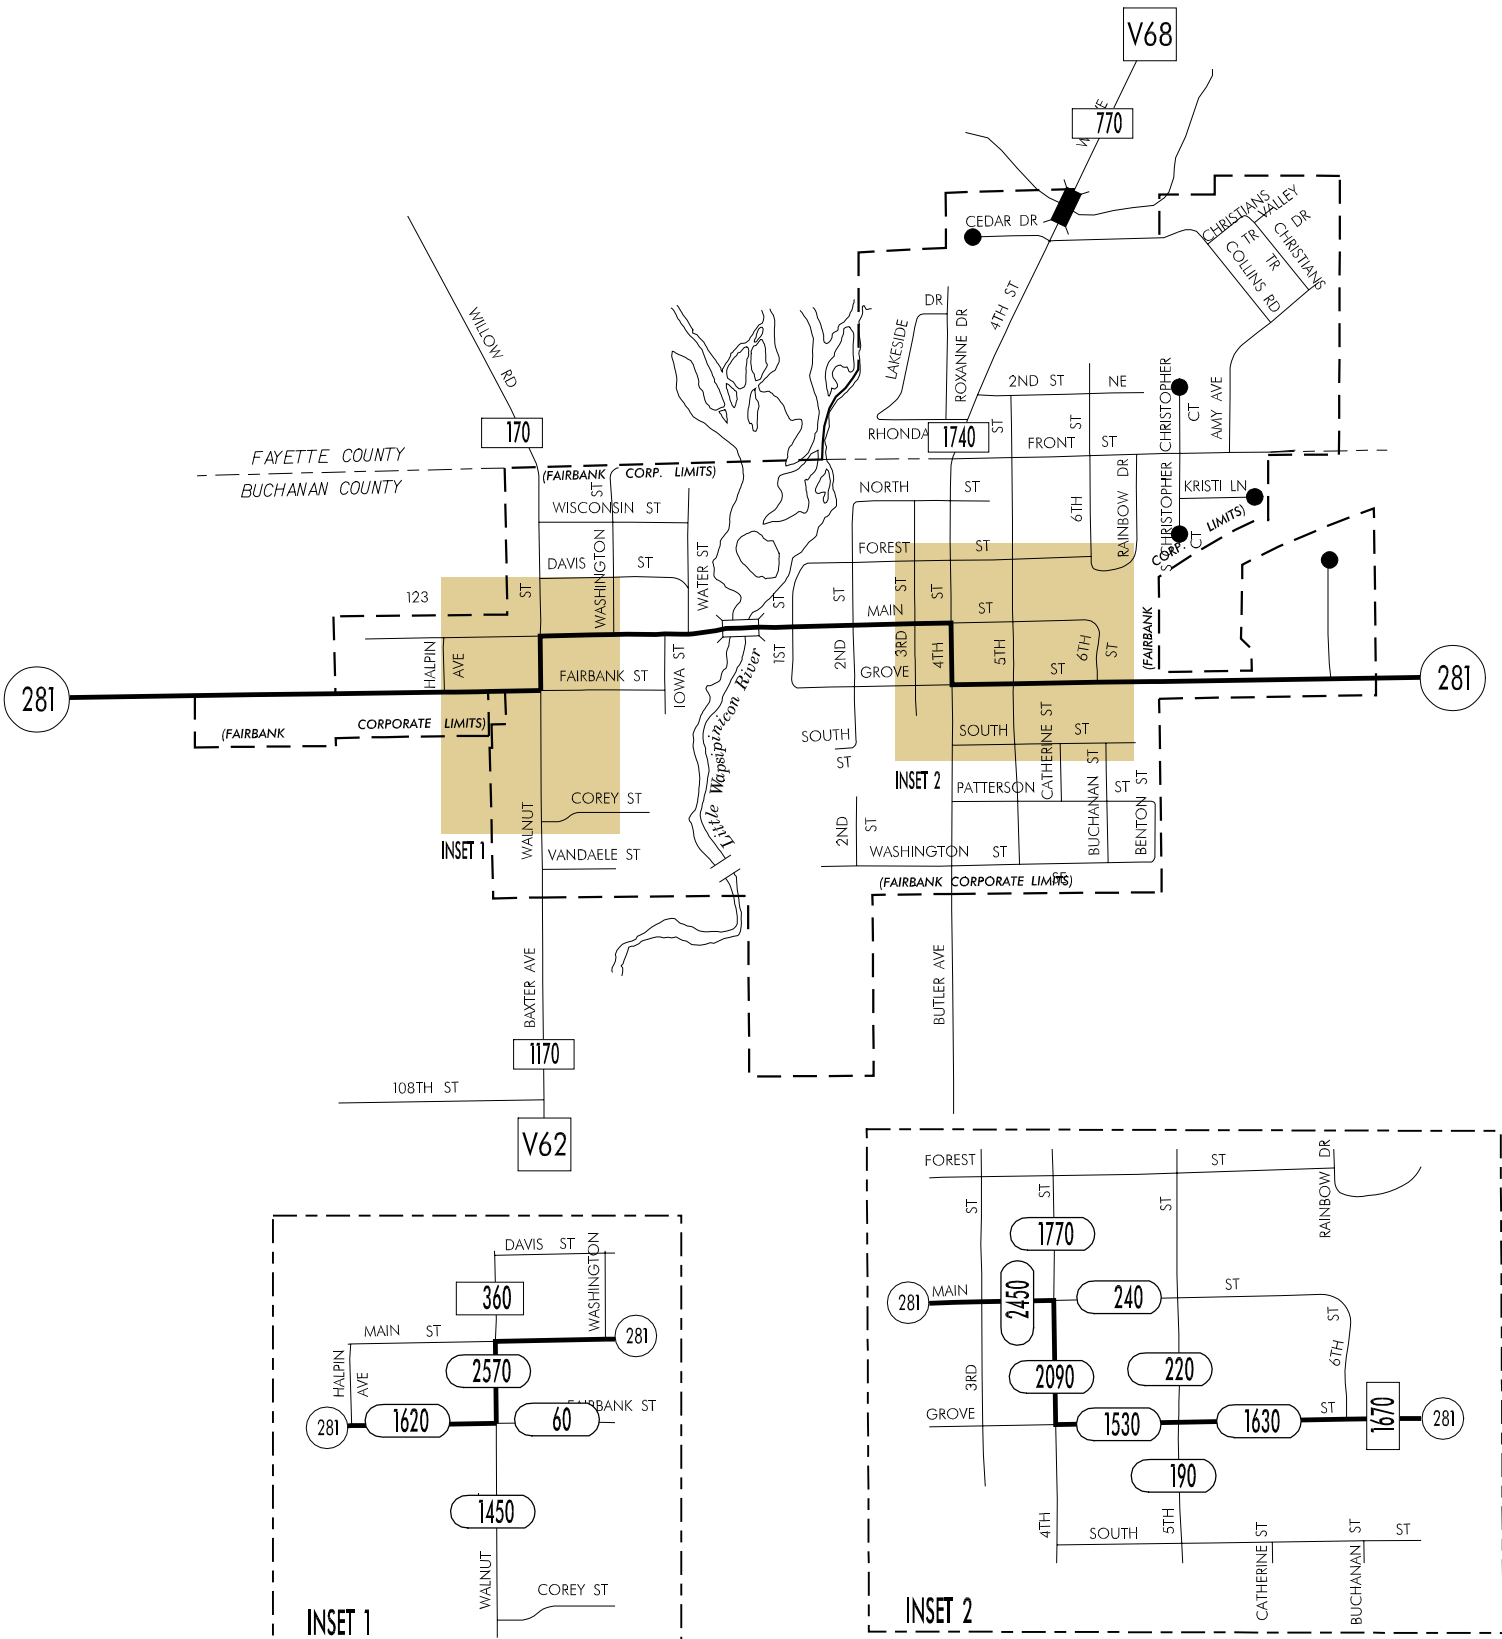 V68
770
CEDAR DR
CHRISTIANS
VALLEY
DR
TR
TR
CHRISTIANS
COLLINS RD
WILLOW RD
4TH ST
DR
LAKESIDE
ROXANNE DR
2ND ST NE
CHRISTOPHER
CT
AMY AVE
170
RHONDA
1740
ST
ST
FRONT ST
FAYETTE COUNTY
BUCHANAN COUNTY
(FAIRBANK CORP. LIMITS)
NORTH ST
6TH
RAINBOW DR
KRISTI LN
S CHRISTOPHER
CT
CORP. LIMITS)
WISCONSIN ST
ST
WASHINGTON
DAVIS ST
WATER ST
FOREST ST
123
ST
ST
ST
ST
ST
MAIN ST
HALPIN
AVE
FAIRBANK ST
IOWA ST
1ST
2ND
3RD
4TH
5TH
6TH
ST
GROVE ST
(FAIRBANK
281
281
(FAIRBANK CORPORATE LIMITS)
Little Wapsipinicon River
SOUTH
ST
SOUTH ST
CATHERINE ST
INSET 2
PATTERSON ST
BUCHANAN ST
BENTON ST
WALNUT
COREY ST
INSET 1
VANDAELE ST
2ND
ST
WASHINGTON ST
SE
(FAIRBANK CORPORATE LIMITS)
BAXTER AVE
BUTLER AVE
1170
108TH ST
V62
DAVIS ST
WASHINGTON
360
MAIN ST
281
HALPIN
AVE
2570
281
1620
60
FAIRBANK ST
1450
WALNUT
COREY ST
INSET 1
FOREST ST
RAINBOW DR
ST
ST
ST
1770
281
MAIN
2450
240
ST
6TH ST
3RD
2090
220
GROVE
1530
1630
ST
1670
281
190
4TH
SOUTH
5TH
CATHERINE ST
BUCHANAN ST
ST
INSET 2